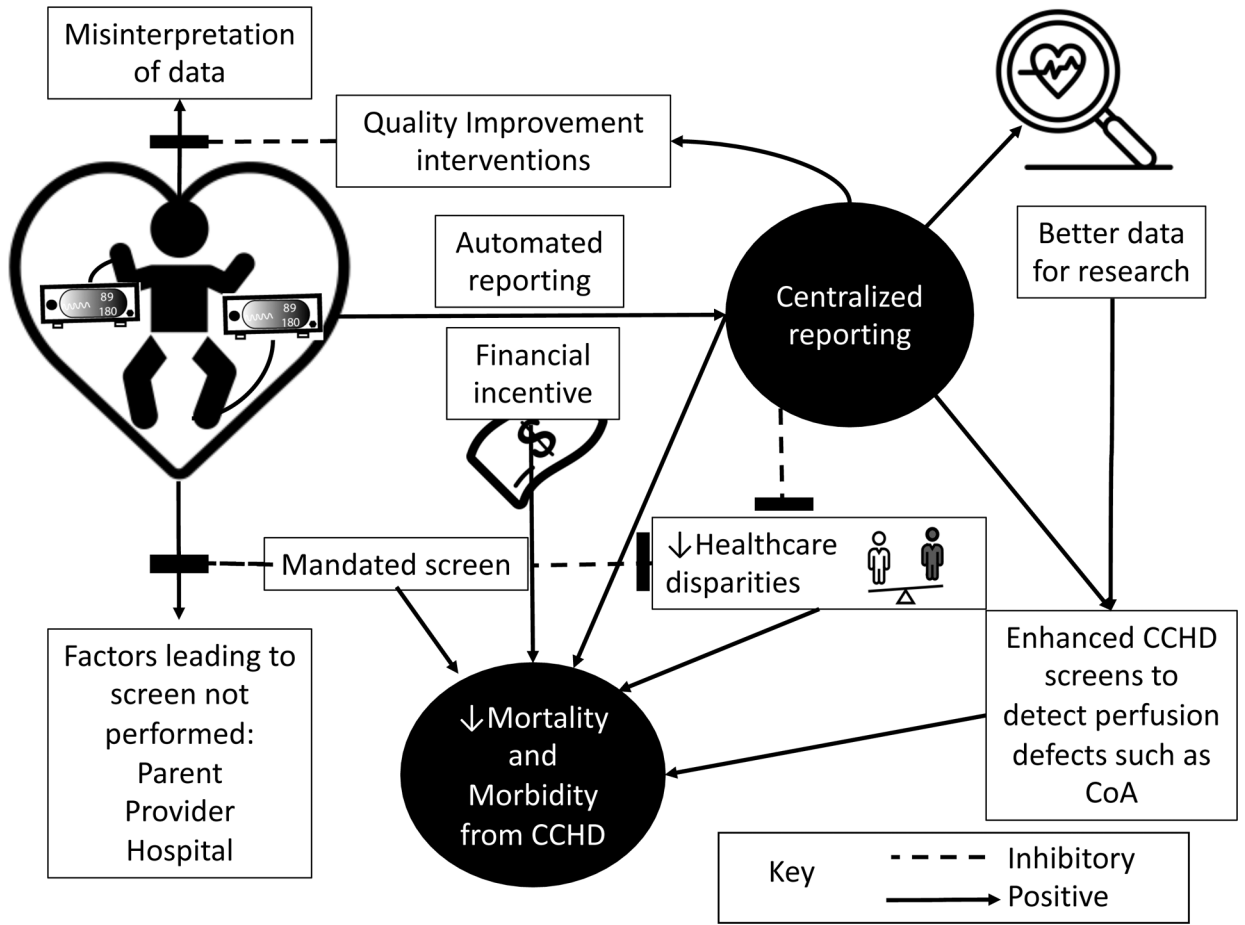 Misinterpretation
of data
Quality Improvement
interventions
Automated
reporting
Centralized
reporting
Better data
for research
89
180
89
180
Financial
incentive
$
Mandated screen
↓Healthcare
disparities
Factors leading to
screen not
performed:
Parent
Provider
Hospital
↓Mortality
and
Morbidity
from CCHD
Enhanced CCHD
screens to
detect perfusion
defects such as
CoA
Key
Inhibitory
Positive